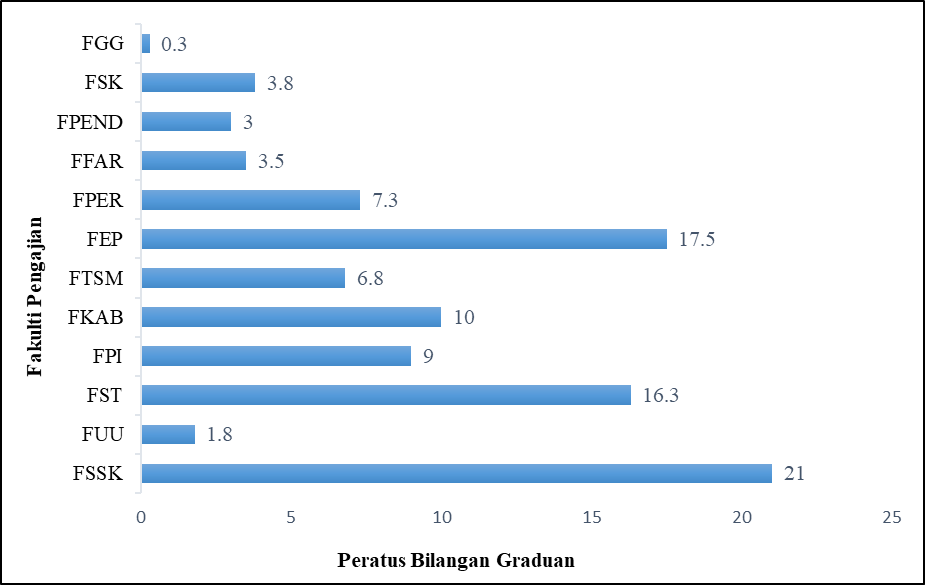 FGG 0.3
FSK 3.8
FPEND 3
FFAR 3.5
FPER 7.3
FEP 17.5
FTSM 6.8
FKAB 10
FPI 9
FST 16.3
FUU 1.8
FSSK 21
Fakulti Pengajian
0 5 10 15 20 25
Peratus Bilangan Graduan